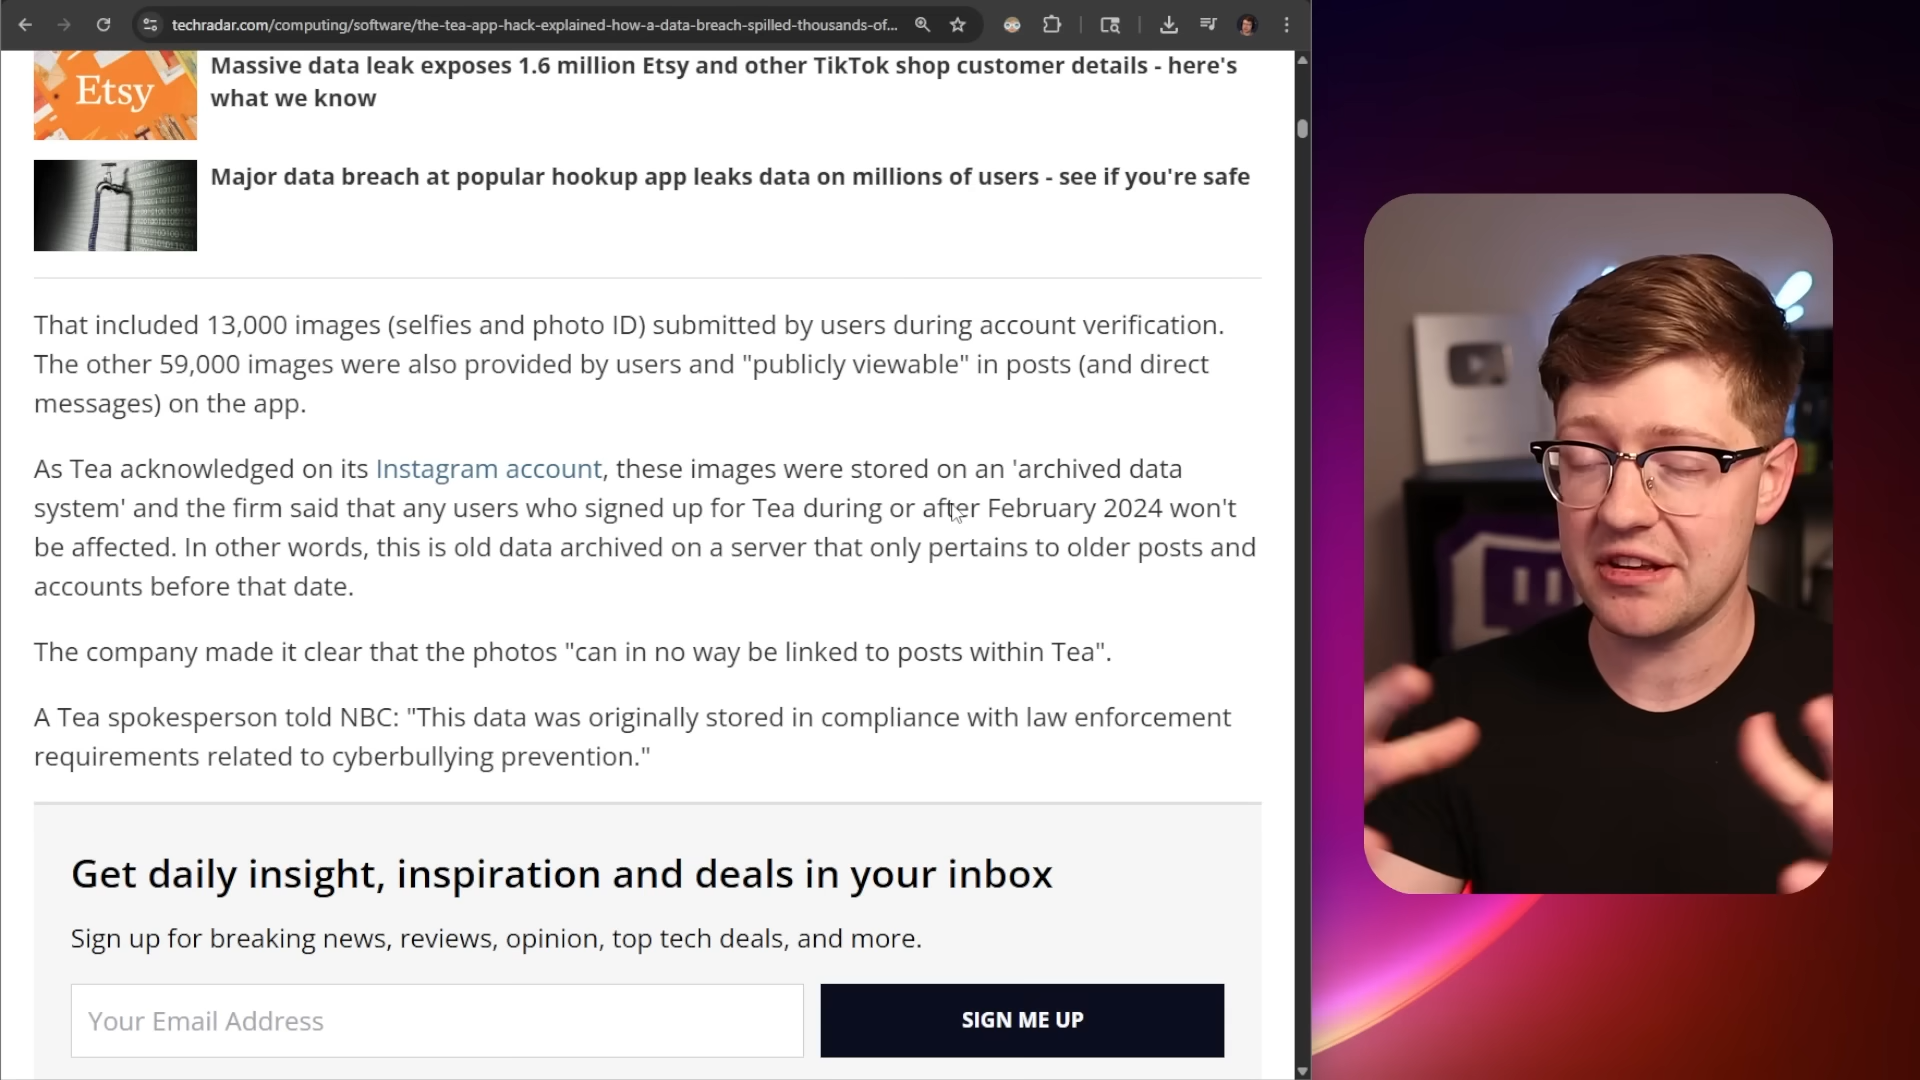 techradar.com/computing/software/the-tea-app-hack-explained-how-a-data-breach-spilled-thousands-of...
Etsy
Massive data leak exposes 1.6 million Etsy and other TikTok shop customer details - here's
what we know
Major data breach at popular hookup app leaks data on millions of users - see if you're safe
That included 13,000 images (selfies and photo ID) submitted by users during account verification.
The other 59,000 images were also provided by users and "publicly viewable" in posts (and direct
messages) on the app.
As Tea acknowledged on its Instagram account, these images were stored on an 'archived data
system' and the firm said that any users who signed up for Tea during or after February 2024 won't
be affected. In other words, this is old data archived on a server that only pertains to older posts and
accounts before that date.
The company made it clear that the photos "can in no way be linked to posts within Tea".
A Tea spokesperson told NBC: "This data was originally stored in compliance with law enforcement
requirements related to cyberbullying prevention."
Get daily insight, inspiration and deals in your inbox
Sign up for breaking news, reviews, opinion, top tech deals, and more.
Your Email Address
SIGN ME UP